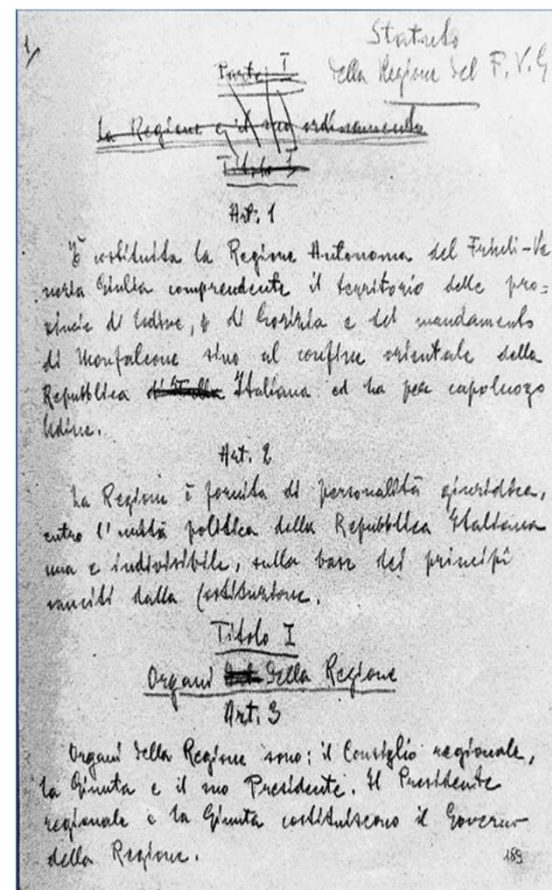 1)
Statuto
della Regione del F. V. G
Parte I
La Regione e il suo ordinamento
Titolo I
Art. 1
È costituita la Regione Autonoma del Friuli-Ve
nezia Giulia comprendente il territorio delle pro=
vincie di Udine, di Gorizia e del mandamento
di Monfalcone sino al confine orientale della
Repubblica d'Italia Italiana ed ha per capoluogo
Udine.
Art. 2
La Regione è fornita di personalità giuridica,
entro l'unità politica della Repubblica Italiana
una e indivisibile, sulla base dei principî
sanciti dalla Costituzione.
Titolo I
Organi della Regione
Art. 3
Organi della Regione sono: il Consiglio regionale,
la Giunta e il suo Presidente. Il Presidente
regionale e la Giunta costituiscono il Governo
della Regione.
189